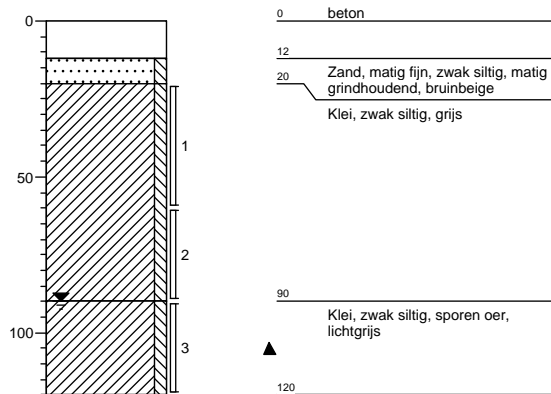 0
50
100
1
2
3
0
beton
12
Zand, matig fijn, zwak siltig, matig
grindhoudend, bruinbeige
20
Klei, zwak siltig, grijs
90
Klei, zwak siltig, sporen oer,
lichtgrijs
120